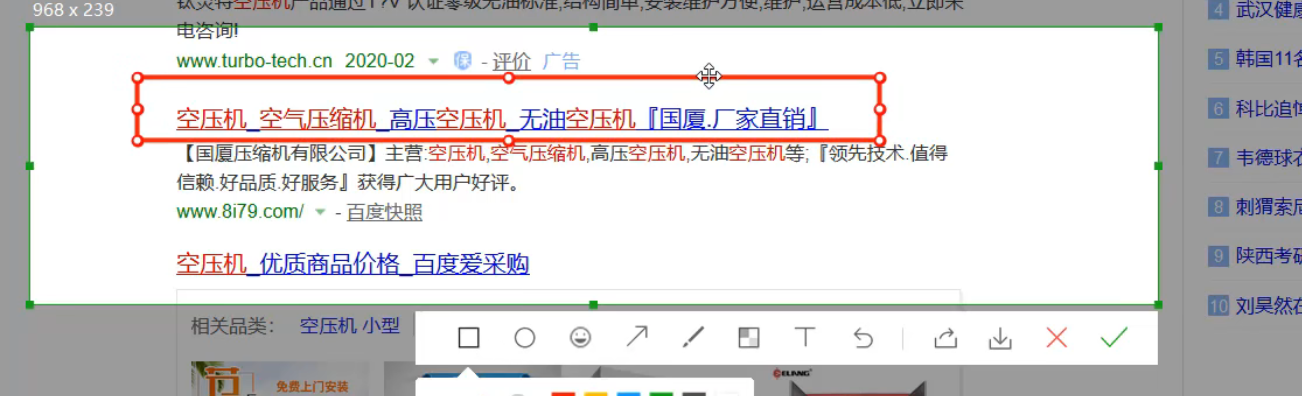 968 x 239
钛灵特空压机产品通过TÜV 认证零级无油标准,结构简单,安装维护方便,维护,运营成本低,立即来
电咨询!
www.turbo-tech.cn 2020-02 保 - 评价 广告
空压机_空气压缩机_高压空压机_无油空压机『国厦.厂家直销』
【国厦压缩机有限公司】主营:空压机,空气压缩机,高压空压机,无油空压机等;『领先技术.值得
信赖.好品质.好服务』获得广大用户好评。
www.8i79.com/ - 百度快照
空压机_优质商品价格_百度爱采购
相关品类: 空压机 小型
免费上门安装
ELANG
4 武汉健康
5 韩国11名
6 科比追悼
7 韦德球衣
8 刺猬索尼
9 陕西考研
10 刘昊然在